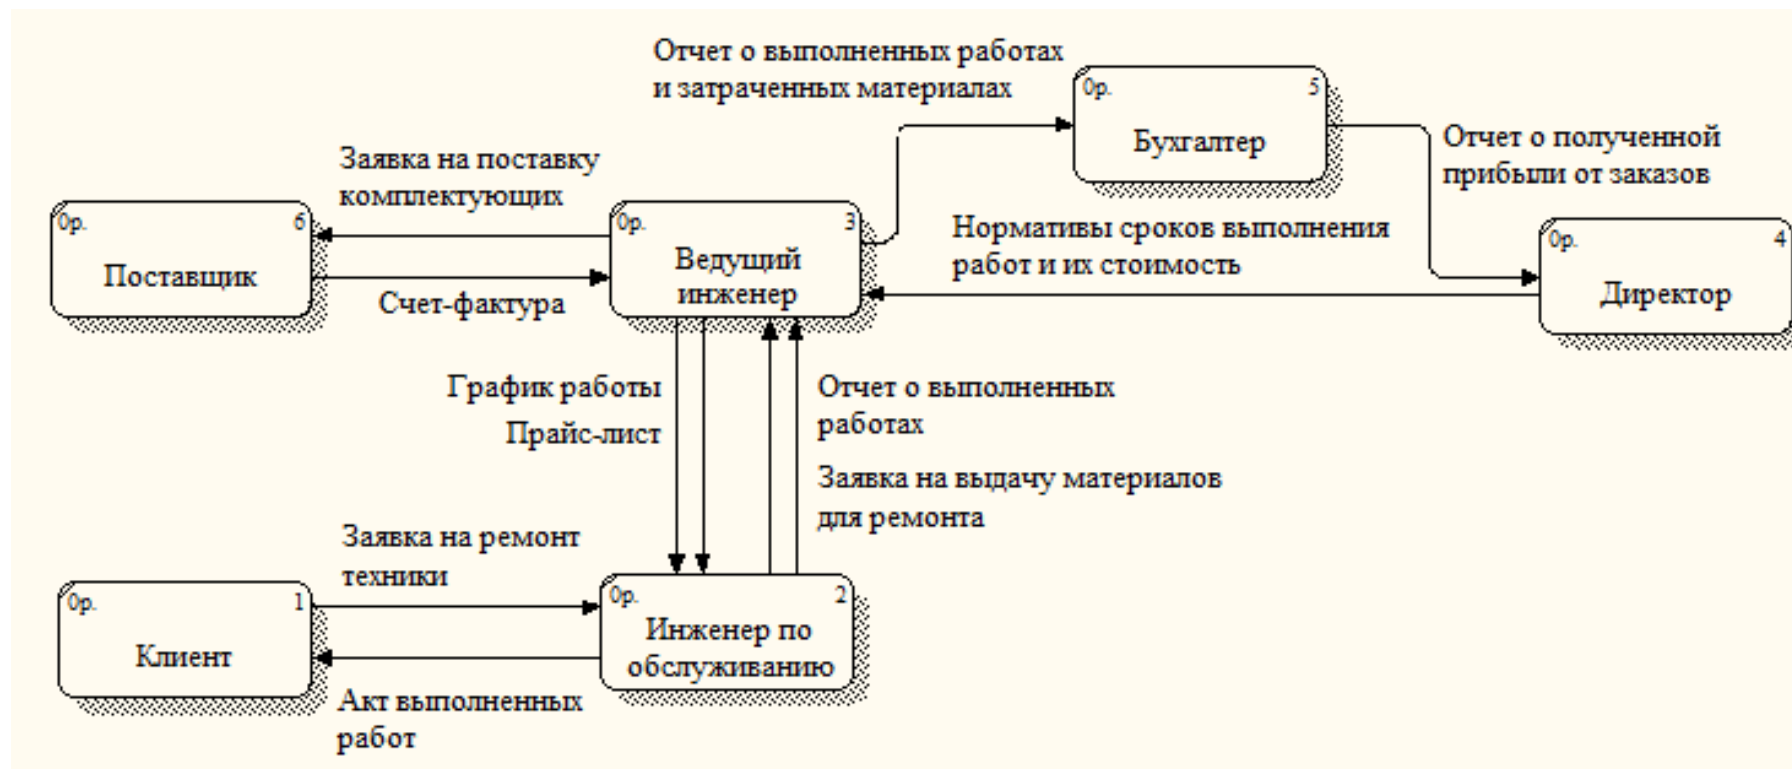 Отчет о выполненных работах
и затраченных материалах
0р. 5
Бухгалтер
Отчет о полученной
прибыли от заказов
Заявка на поставку
комплектующих
0р. 6
Поставщик
Счет-фактура
0р. 3
Ведущий
инженер
Нормативы сроков выполнения
работ и их стоимость
0р. 4
Директор
График работы
Прайс-лист
Отчет о выполненных
работах
Заявка на выдачу материалов
для ремонта
Заявка на ремонт
техники
0р. 1
Клиент
0р. 2
Инженер по
обслуживанию
Акт выполненных
работ